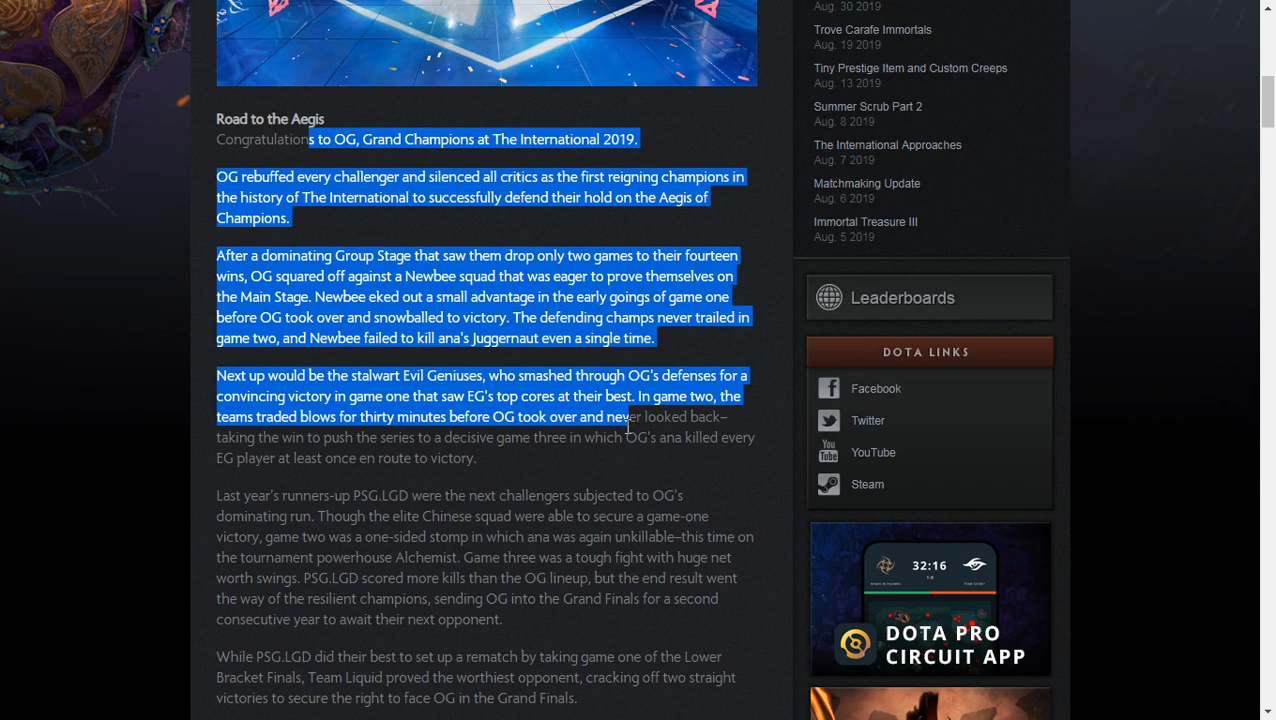 Road to the Aegis
Congratulations to OG, Grand Champions at The International 2019.
OG rebuffed every challenger and silenced all critics as the first reigning champions in
the history of The International to successfully defend their hold on the Aegis of
Champions.
After a dominating Group Stage that saw them drop only two games to their fourteen
wins, OG squared off against a Newbee squad that was eager to prove themselves on
the Main Stage. Newbee eked out a small advantage in the early goings of game one
before OG took over and snowballed to victory. The defending champs never trailed in
game two, and Newbee failed to kill ana's Juggernaut even a single time.
Next up would be the stalwart Evil Geniuses, who smashed through OG's defenses for a
convincing victory in game one that saw EG's top cores at their best. In game two, the
teams traded blows for thirty minutes before OG took over and never looked back–
taking the win to push the series to a decisive game three in which OG's ana killed every
EG player at least once en route to victory.
Last year's runners-up PSG.LGD were the next challengers subjected to OG's
dominating run. Though the elite Chinese squad were able to secure a game-one
victory, game two was a one-sided stomp in which ana was again unkillable–this time on
the tournament powerhouse Alchemist. Game three was a tough fight with huge net
worth swings. PSG.LGD scored more kills than the OG lineup, but the end result went
the way of the resilient champions, sending OG into the Grand Finals for a second
consecutive year to await their next opponent.
While PSG.LGD did their best to set up a rematch by taking game one of the Lower
Bracket Finals, Team Liquid proved the worthiest opponent, cracking off two straight
victories to secure the right to face OG in the Grand Finals.
Aug. 30 2019
Trove Carafe Immortals
Aug. 19 2019
Tiny Prestige Item and Custom Creeps
Aug. 13 2019
Summer Scrub Part 2
Aug. 8 2019
The International Approaches
Aug. 7 2019
Matchmaking Update
Aug. 6 2019
Immortal Treasure III
Aug. 5 2019
Leaderboards
DOTA LINKS
Facebook
Twitter
You
Tube
YouTube
Steam
32:16
DOTA PRO
CIRCUIT APP